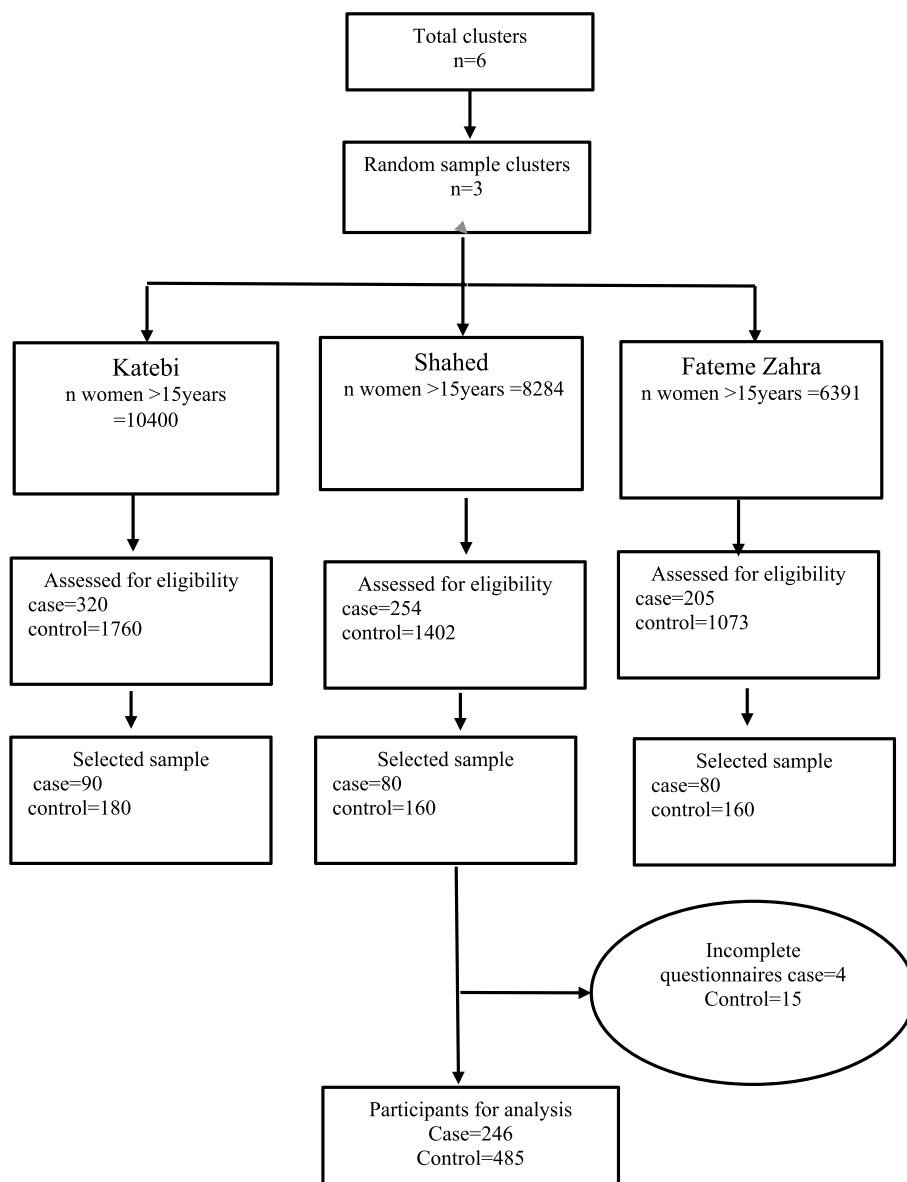 Total clusters
n=6
Random sample clusters
n=3
Katebi
n women >15years
=10400
Shahed
n women >15years =8284
Fateme Zahra
n women >15years =6391
Assessed for eligibility
case=320
control=1760
Assessed for eligibility
case=254
control=1402
Assessed for eligibility
case=205
control=1073
Selected sample
case=90
control=180
Selected sample
case=80
control=160
Selected sample
case=80
control=160
Incomplete
questionnaires case=4
Control=15
Participants for analysis
Case=246
Control=485